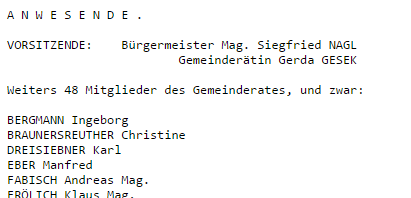 A N W E S E N D E .
VORSITZENDE: Bürgermeister Mag. Siegfried NAGL
Gemeinderätin Gerda GESEK
Weiters 48 Mitglieder des Gemeinderates, und zwar:
BERGMANN Ingeborg
BRAUNERSREUTHER Christine
DREISIEBNER Karl
EBER Manfred
FABISCH Andreas Mag.
FRÖLICH Klaus Mag.